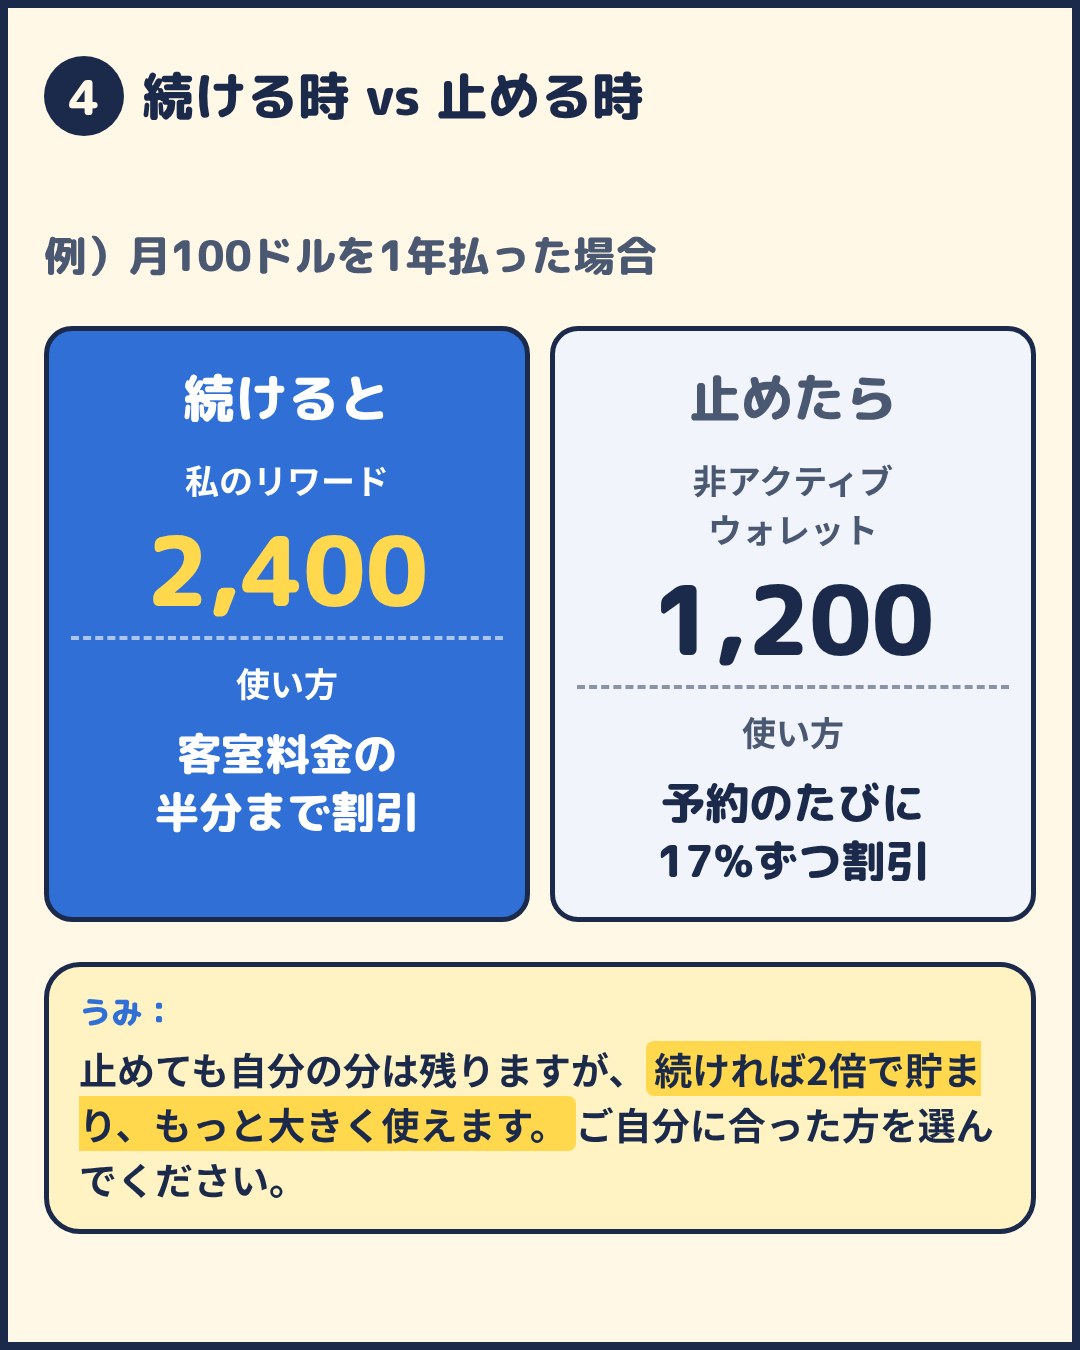 4 続ける時 vs 止める時
例）月100ドルを1年払った場合
続けると
私のリワード
2,400
使い方
客室料金の
半分まで割引
止めたら
非アクティブ
ウォレット
1,200
使い方
予約のたびに
17%ずつ割引
うみ：
止めても自分の分は残りますが、続ければ2倍で貯ま
り、もっと大きく使えます。ご自分に合った方を選ん
でください。